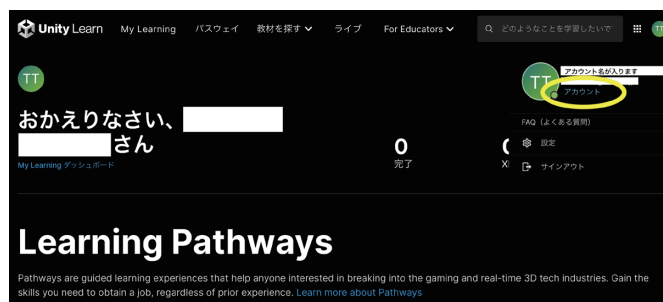 Unity Learn My Learning パスウェイ 教材を探す ライブ For Educators どのようなことを学習したいで TT
TT
おかえりなさい、
さん
My Learning ダッシュボード
0
完了
XI
TT
アカウント名が入ります
アカウント
FAQ（よくある質問）
設定
サインアウト
Learning Pathways
Pathways are guided learning experiences that help anyone interested in breaking into the gaming and real-time 3D tech industries. Gain the
skills you need to obtain a job, regardless of prior experience. Learn more about Pathways